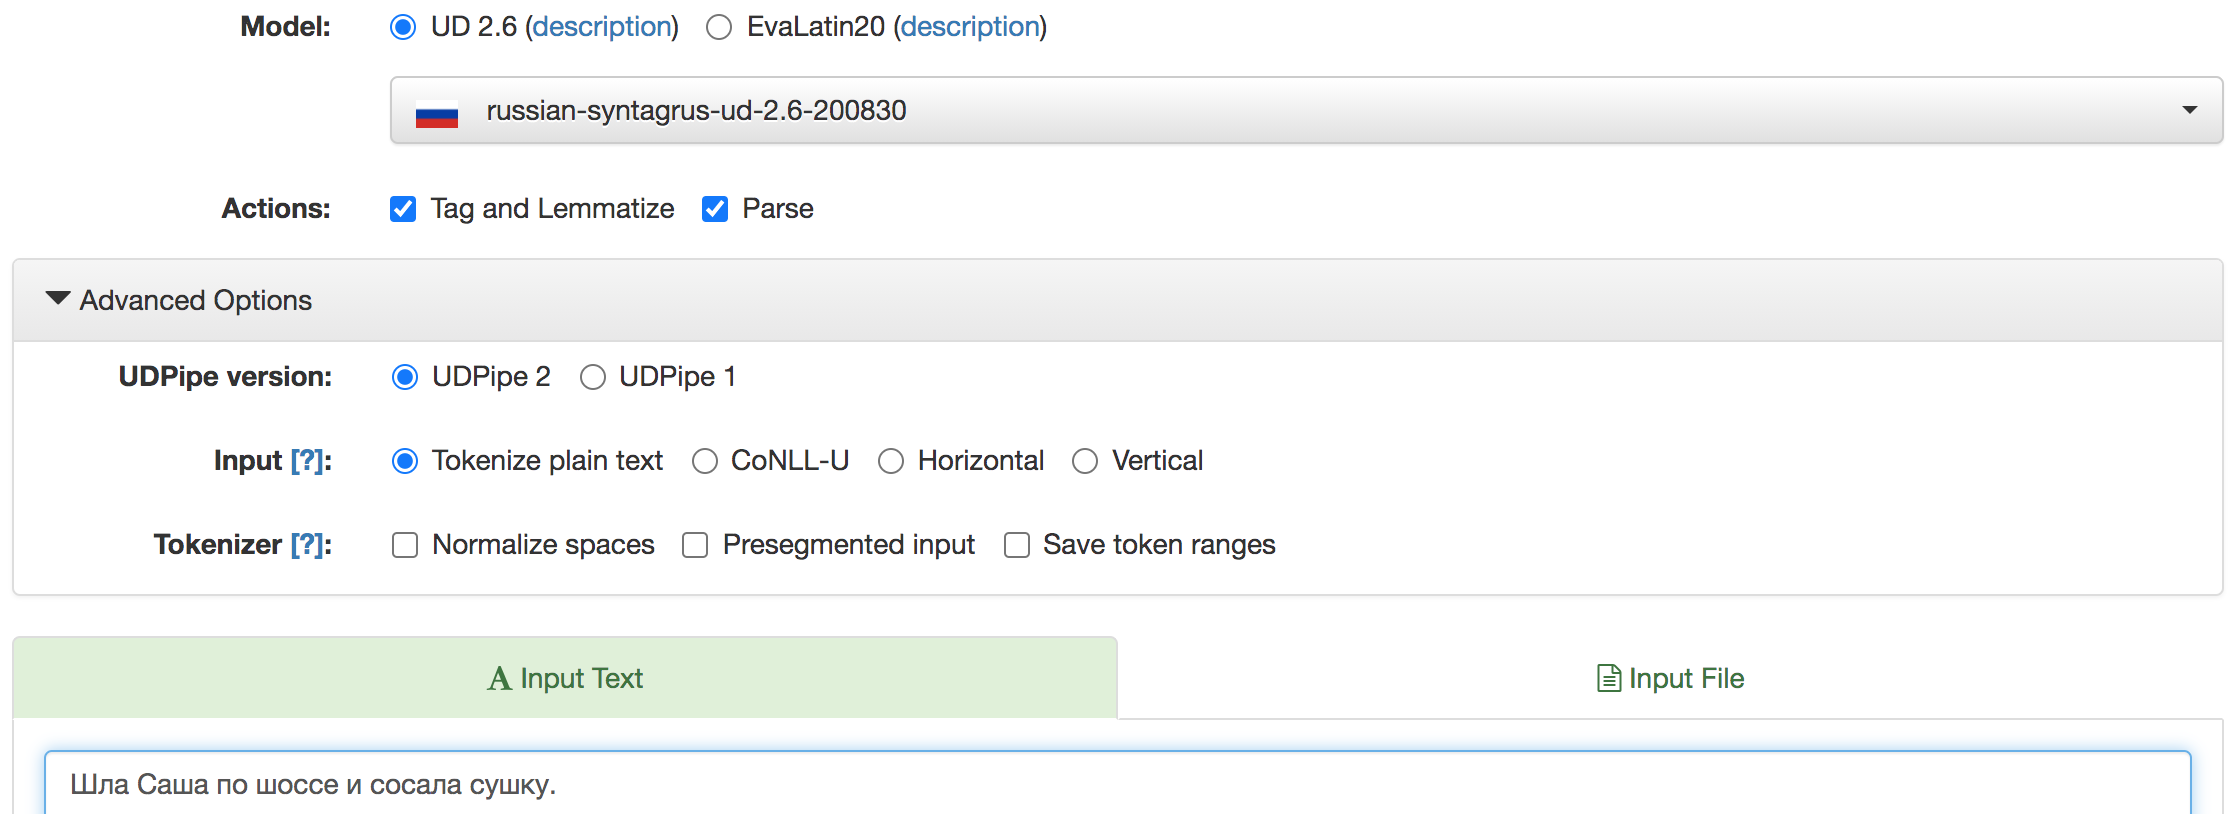 Model: UD 2.6 (description) EvaLatin20 (description)
russian-syntagrus-ud-2.6-200830
Actions: Tag and Lemmatize Parse
Advanced Options
UDPipe version: UDPipe 2 UDPipe 1
Input [?]: Tokenize plain text CoNLL-U Horizontal Vertical
Tokenizer [?]: Normalize spaces Presegmented input Save token ranges
Input Text Input File
Шла Саша по шоссе и сосала сушку.